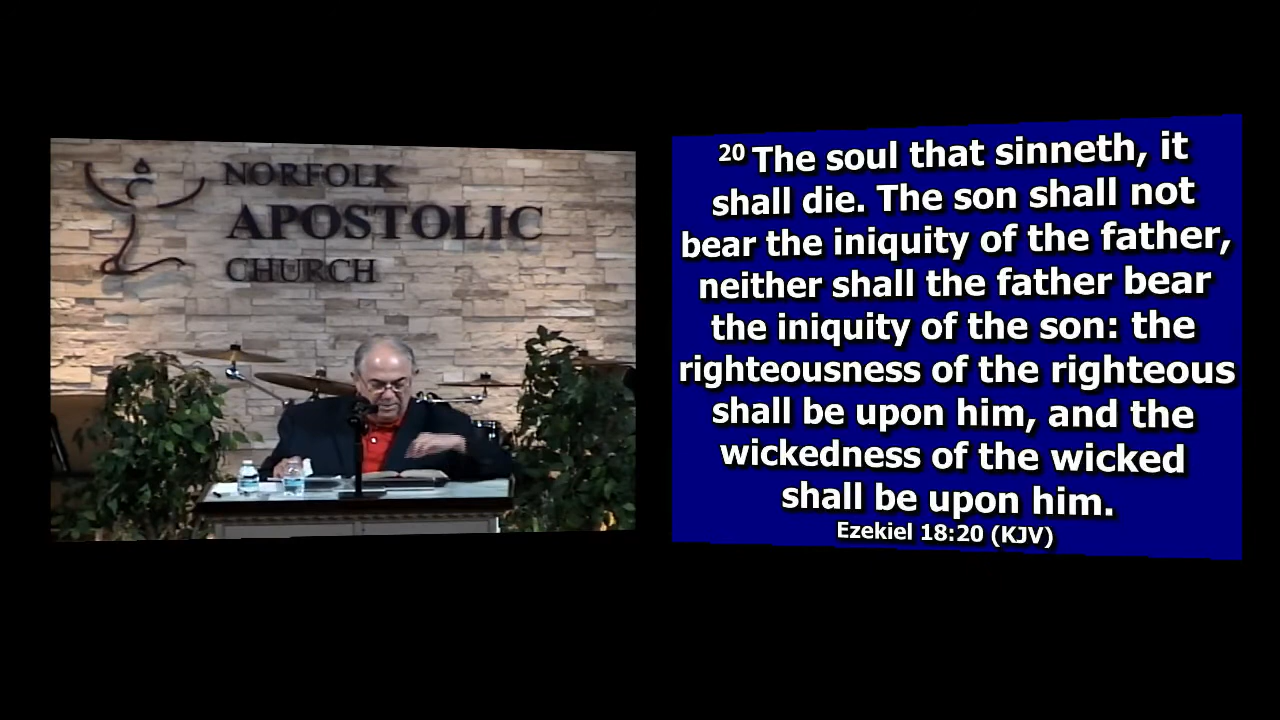 NORFOLK
APOSTOLIC
CHURCH
20 The soul that sinneth, it
shall die. The son shall not
bear the iniquity of the father,
neither shall the father bear
the iniquity of the son: the
righteousness of the righteous
shall be upon him, and the
wickedness of the wicked
shall be upon him.
Ezekiel 18:20 (KJV)